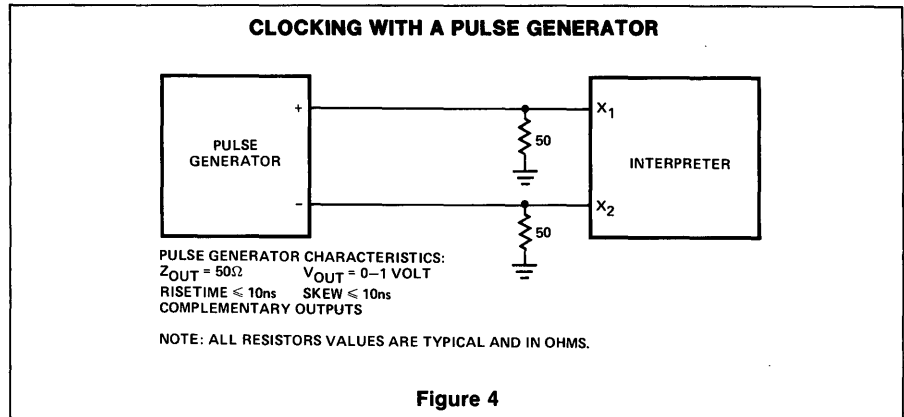 CLOCKING WITH A PULSE GENERATOR
+
X1
50
PULSE
GENERATOR
INTERPRETER
−
X2
50
PULSE GENERATOR CHARACTERISTICS:
ZOUT = 50Ω VOUT = 0–1 VOLT
RISETIME ⩽ 10ns SKEW ⩽ 10ns
COMPLEMENTARY OUTPUTS
NOTE: ALL RESISTORS VALUES ARE TYPICAL AND IN OHMS.
Figure 4